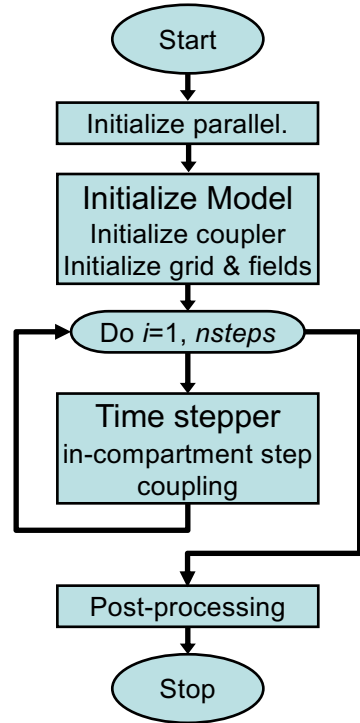 Start
Initialize parallel.
Initialize Model
Initialize coupler
Initialize grid & fields
Do i=1, nsteps
Time stepper
in-compartment step
coupling
Post-processing
Stop